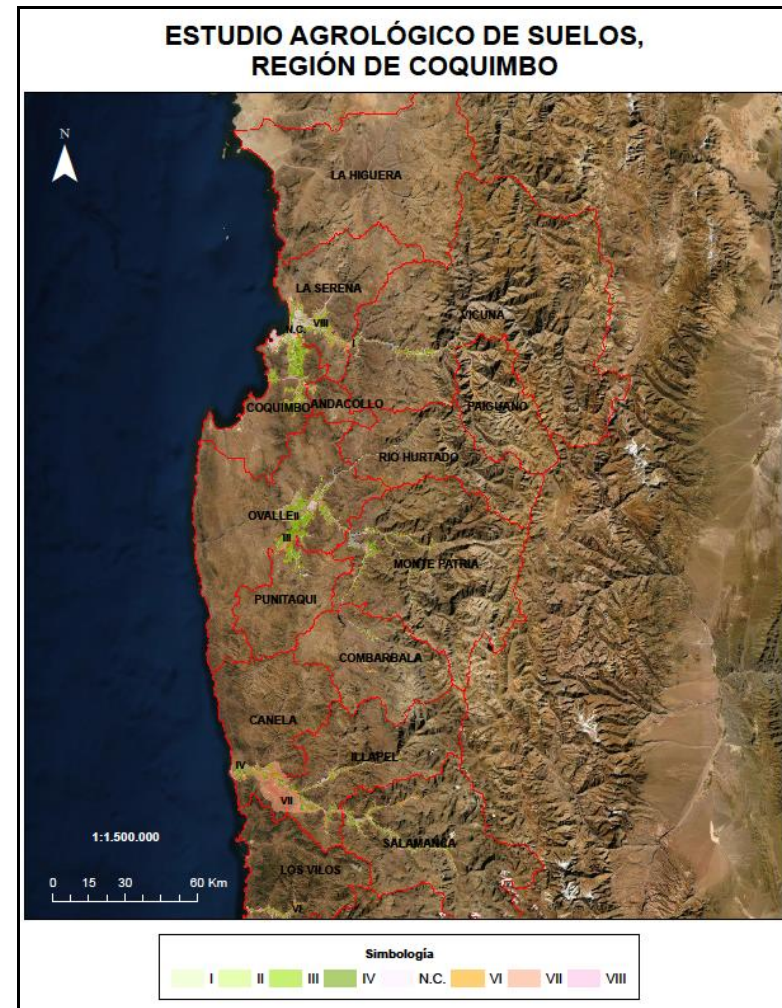 ESTUDIO AGROLÓGICO DE SUELOS,
REGIÓN DE COQUIMBO
N
LA HIGUERA
LA SERENA
VIII
VICUNA
N.C.
I
COQUIMBO
ANDACOLLO
PAIGUANO
RIO HURTADO
OVALLE
II
III
MONTE PATRIA
PUNITAQUI
COMBARBALA
CANELA
ILLAPEL
IV
VII
1:1.500.000
SALAMANCA
LOS VILOS
0 15 30 60 Km
VI
Simbología
I II III IV N.C. VI VII VIII